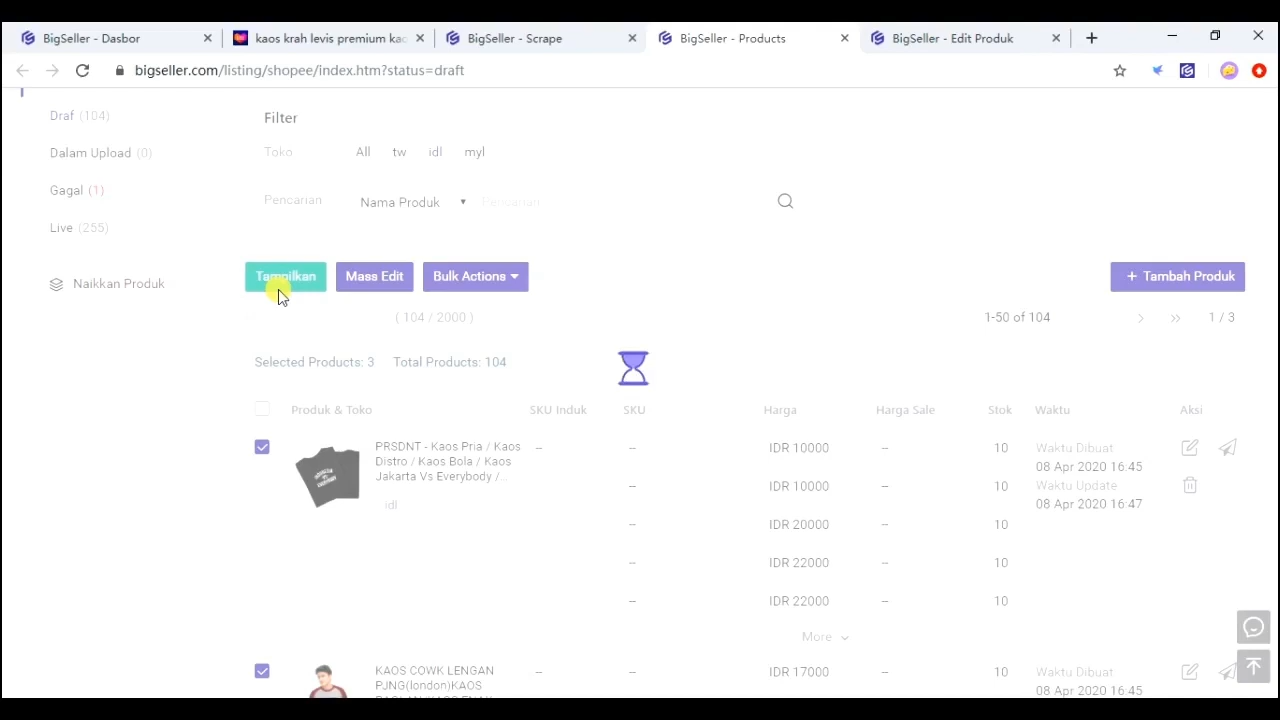 BigSeller - Dasbor
kaos krah levis premium kao
BigSeller - Scrape
BigSeller - Products
BigSeller - Edit Produk
bigseller.com/listing/shopee/index.htm?status=draft
Draf (104)
Dalam Upload (0)
Gagal (1)
Live (255)
Naikkan Produk
Filter
Toko All tw idl myl
Pencarian Nama Produk Pencarian
Tampilkan Mass Edit Bulk Actions + Tambah Produk
( 104 / 2000 ) 1-50 of 104 1 / 3
Selected Products: 3 Total Products: 104
Produk & Toko SKU Induk SKU Harga Harga Sale Stok Waktu Aksi
PRSDNT - Kaos Pria / Kaos
Distro / Kaos Bola / Kaos
Jakarta Vs Everybody /...
idl
-- -- IDR 10000 -- 10 Waktu Dibuat
08 Apr 2020 16:45
-- IDR 10000 -- 10 Waktu Update
08 Apr 2020 16:47
-- IDR 20000 -- 10
-- IDR 22000 -- 10
-- IDR 22000 -- 10
More
KAOS COWK LENGAN
PJNG(london)KAOS
-- -- IDR 17000 -- 10 Waktu Dibuat
08 Apr 2020 16:45